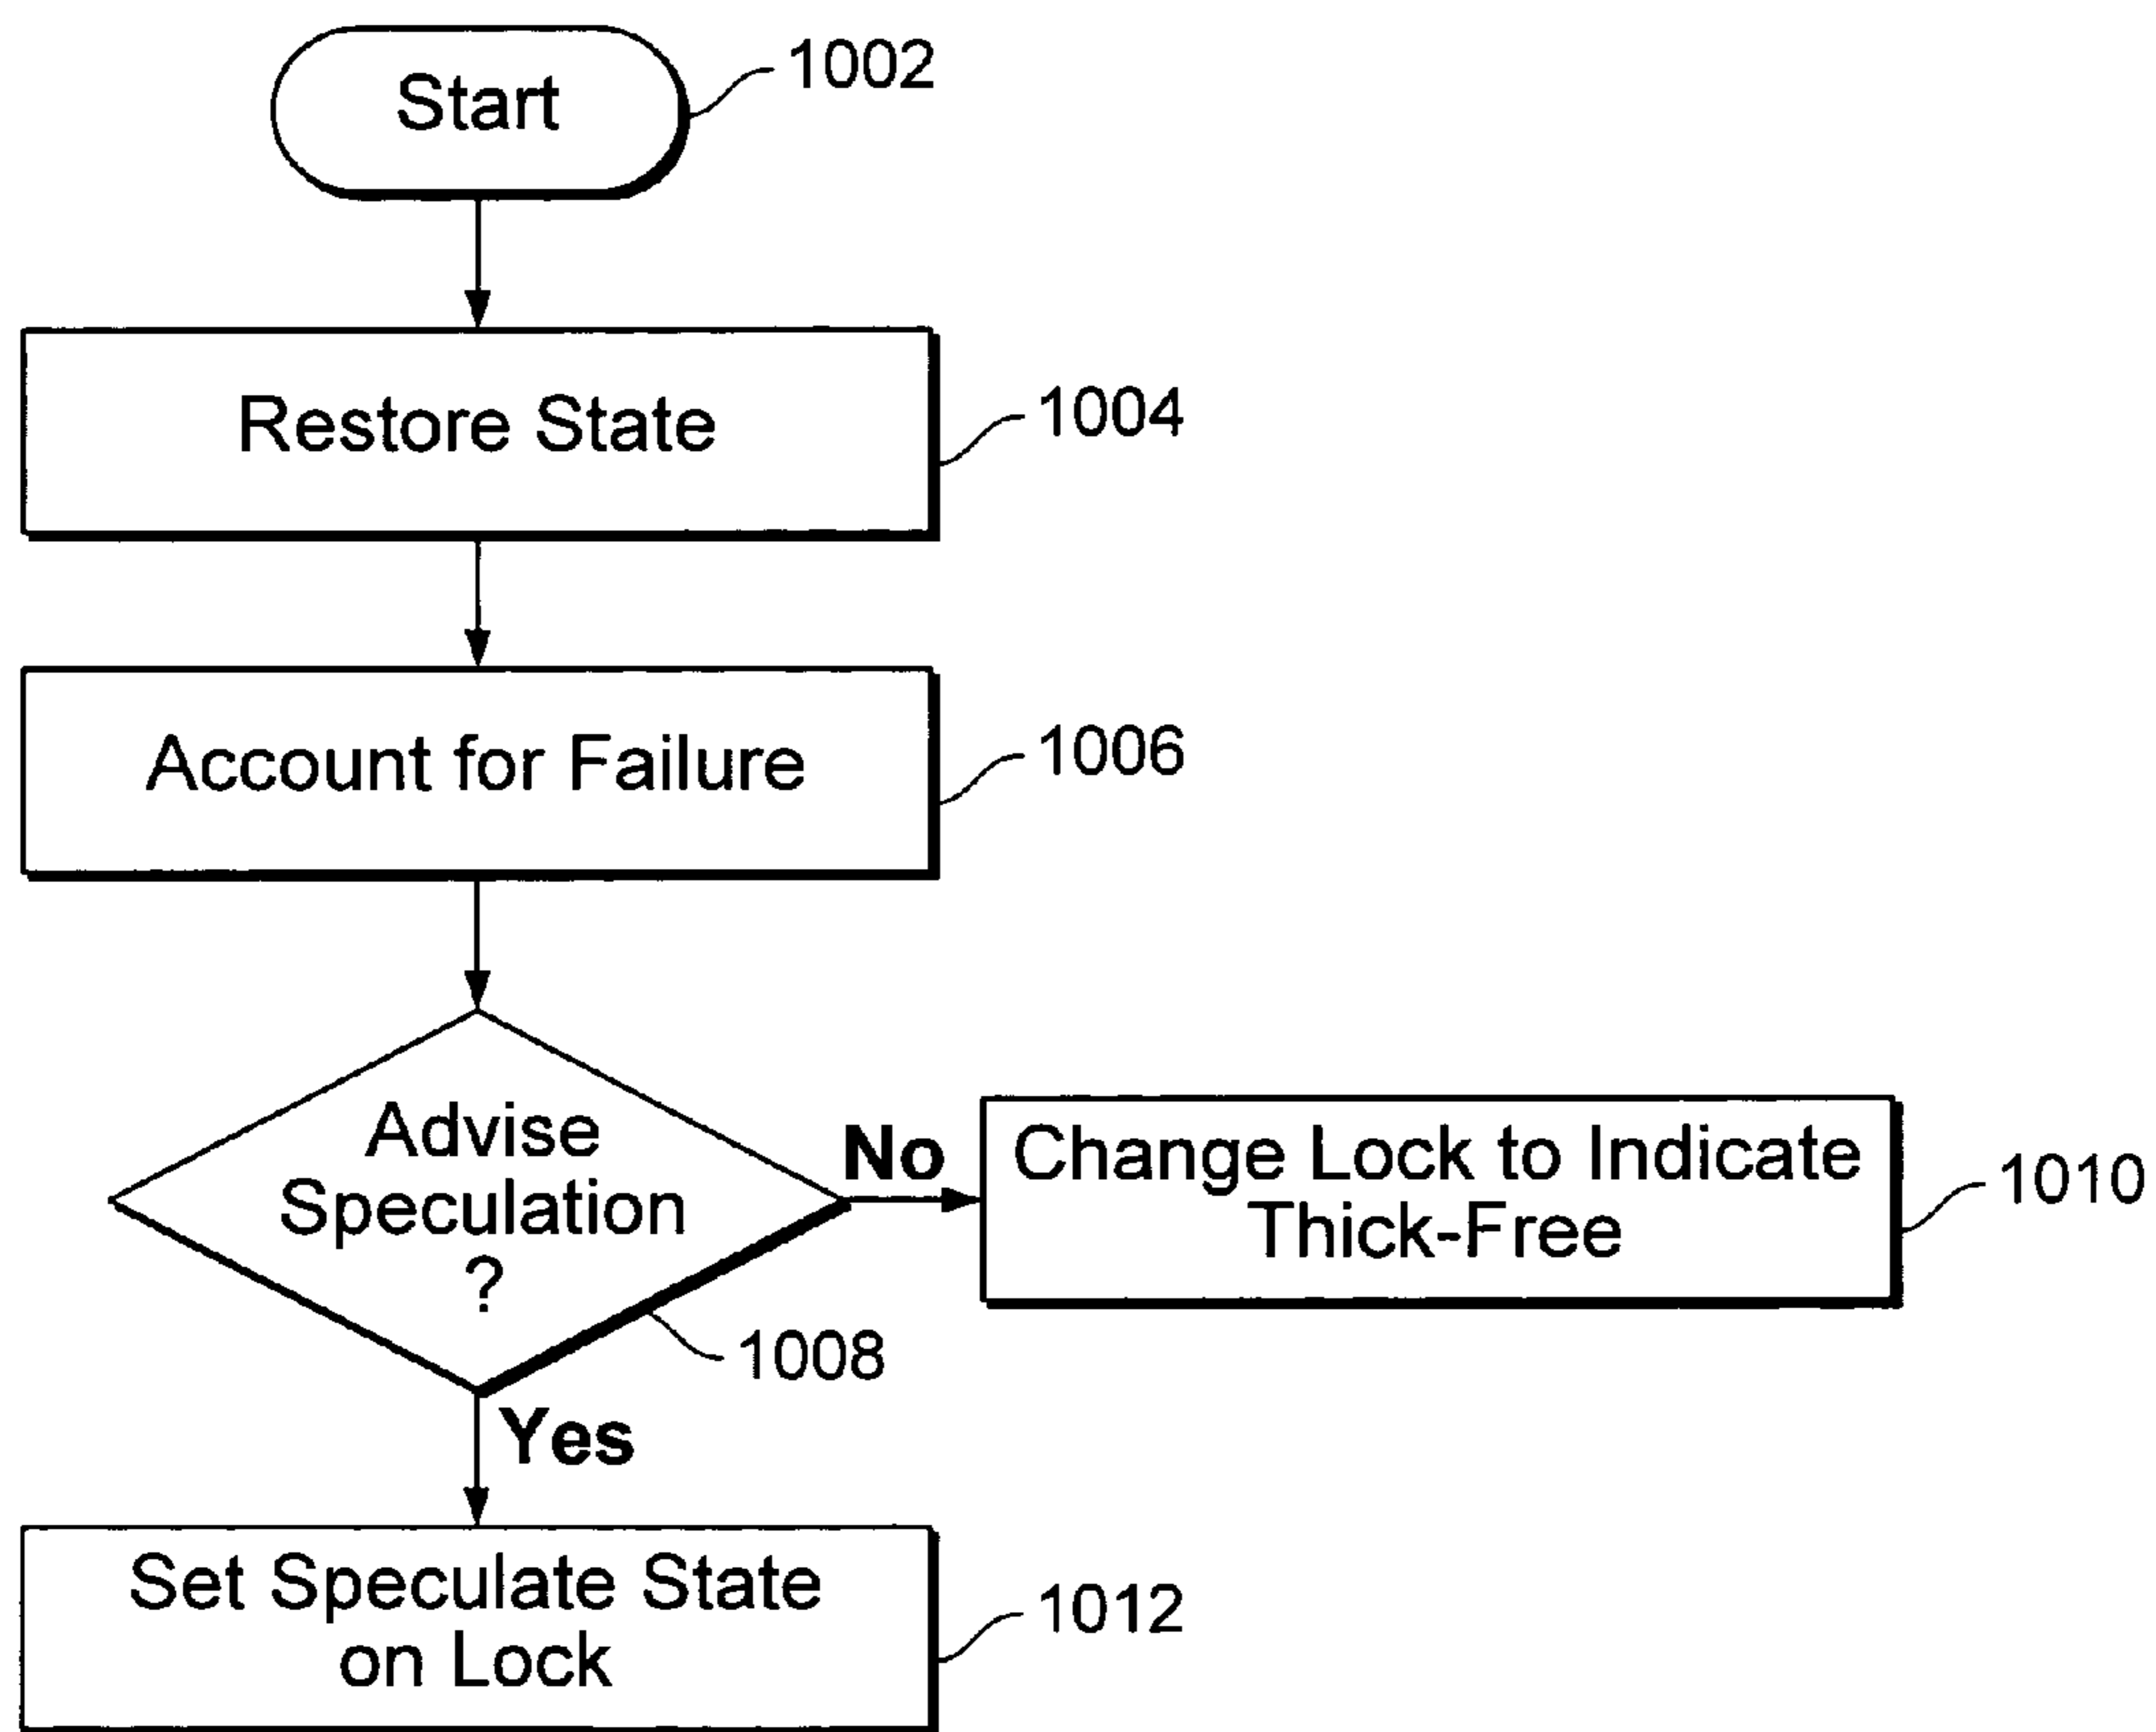 Start
1002
Restore State
1004
Account for Failure
1006
Advise
Speculation
?
1008
No
Change Lock to Indicate
Thick-Free
1010
Yes
Set Speculate State
on Lock
1012